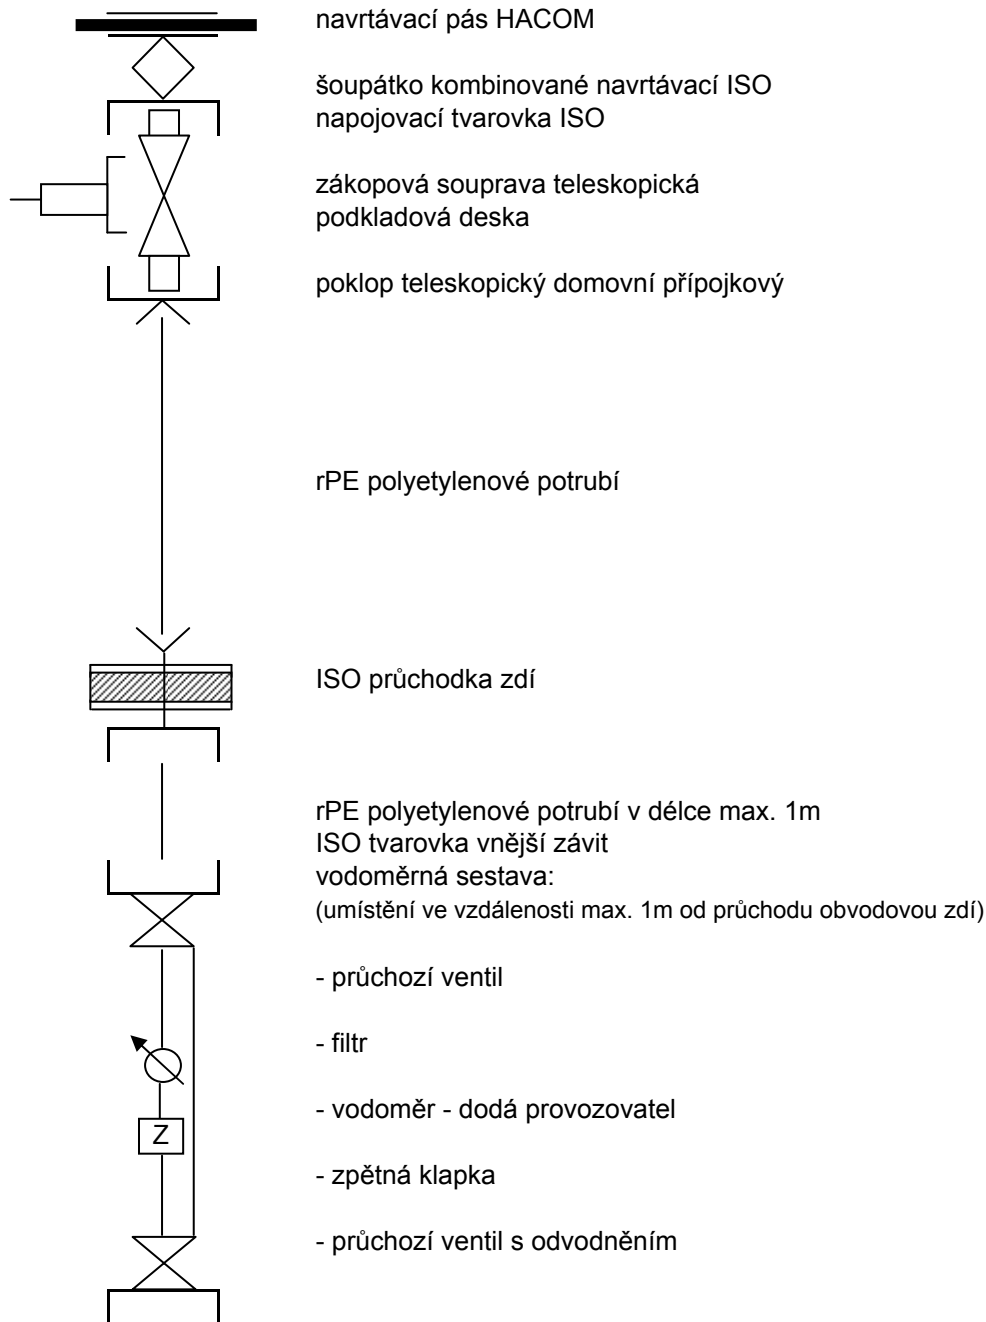 navrtávací pás HACOM
šoupátko kombinované navrtávací ISO
napojovací tvarovka ISO
zákopová souprava teleskopická
podkladová deska
poklop teleskopický domovní přípojkový
rPE polyetylenové potrubí
ISO průchodka zdí
rPE polyetylenové potrubí v délce max. 1m
ISO tvarovka vnější závit
vodoměrná sestava:
(umístění ve vzdálenosti max. 1m od průchodu obvodovou zdí)
- průchozí ventil
- filtr
- vodoměr - dodá provozovatel
Z
- zpětná klapka
- průchozí ventil s odvodněním